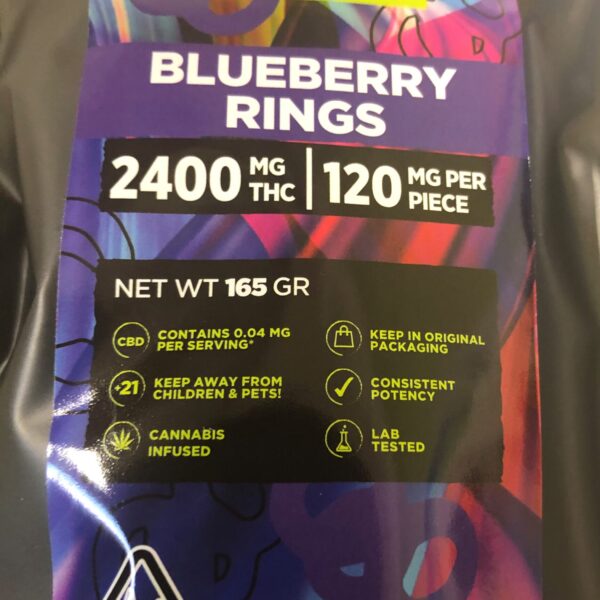 BLUEBERRY
RINGS
2400 MG THC | 120 MG PER PIECE
NET WT 165 GR
CBD CONTAINS 0.04 MG
PER SERVING*
KEEP IN ORIGINAL
PACKAGING
+21 KEEP AWAY FROM
CHILDREN & PETS!
CONSISTENT
POTENCY
CANNABIS
INFUSED
LAB
TESTED